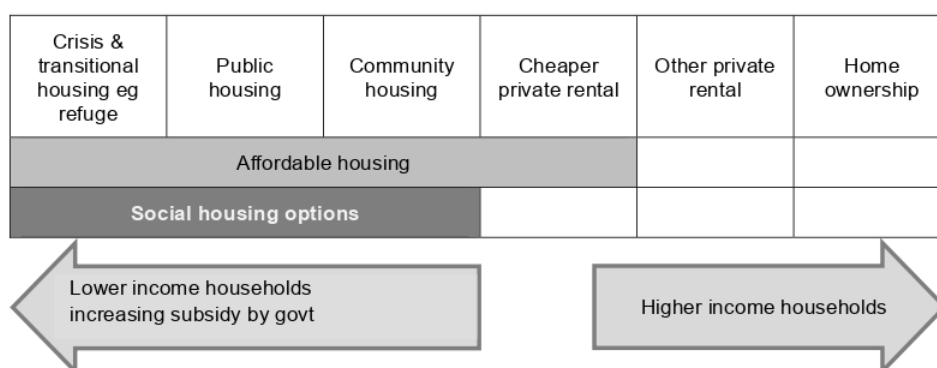 Crisis &
transitional
housing eg
refuge
Public
housing
Community
housing
Cheaper
private rental
Other private
rental
Home
ownership
Affordable housing
Social housing options
Lower income households
increasing subsidy by govt
Higher income households